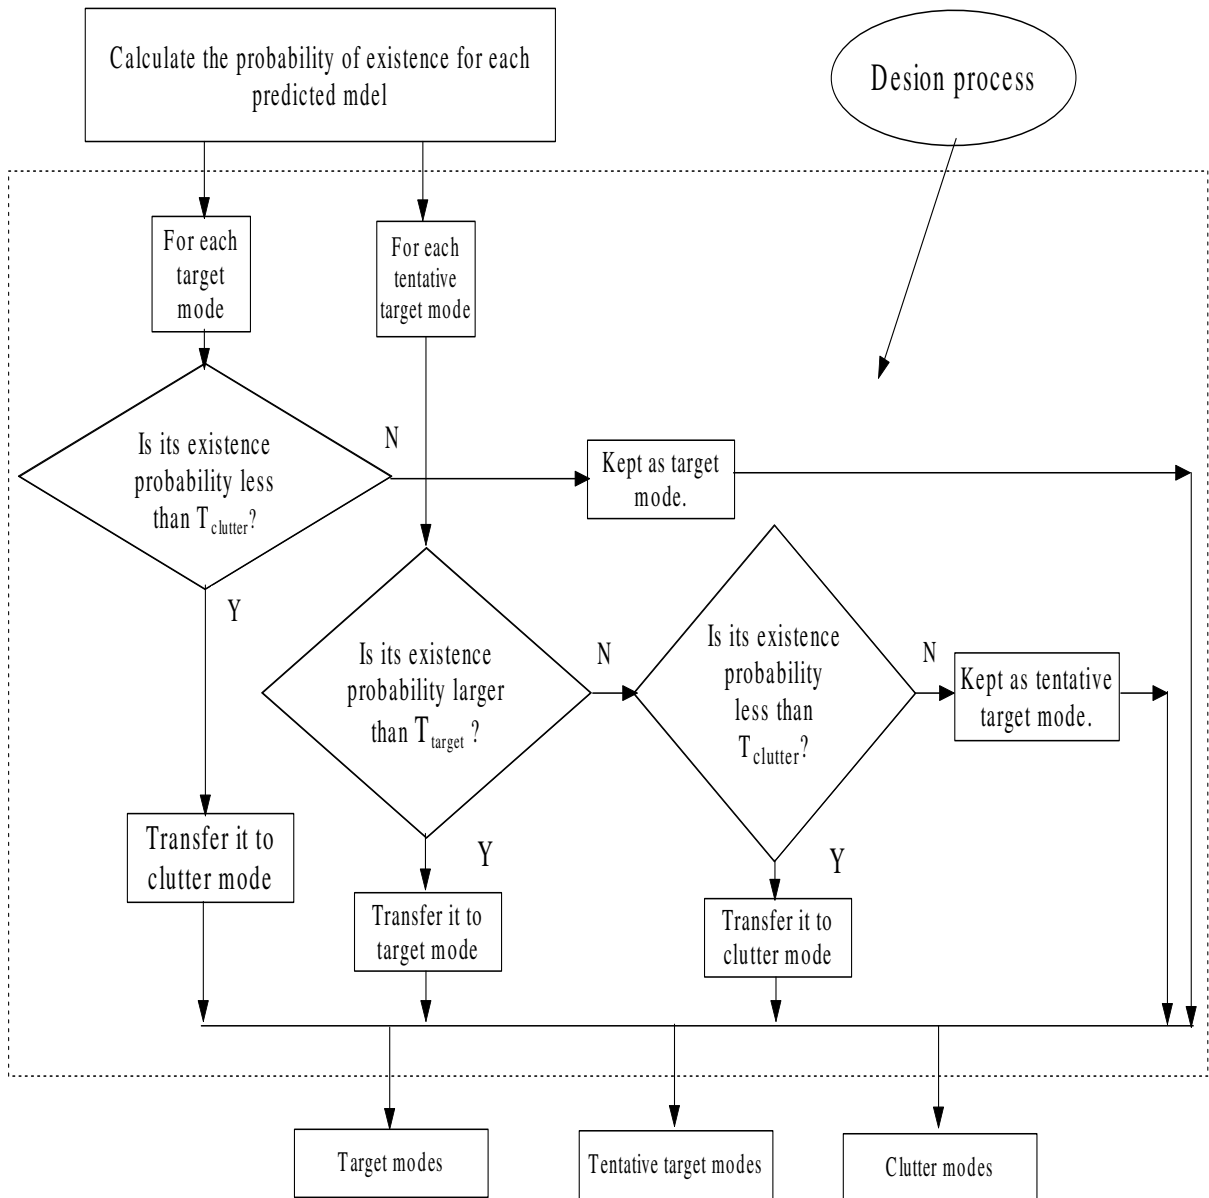 Calculate the probability of existence for each
predicted mdel
Desion process
For each
target
mode
For each
tentative
target mode
Is its existence
probability less
than T_clutter?
N
Kept as target
mode.
Y
Is its existence
probability larger
than T_target ?
N
Is its existence
probability
less than
T_clutter?
N
Kept as tentative
target mode.
Transfer it to
clutter mode
Y
Transfer it to
target mode
Y
Transfer it to
clutter mode
Target modes
Tentative target modes
Clutter modes